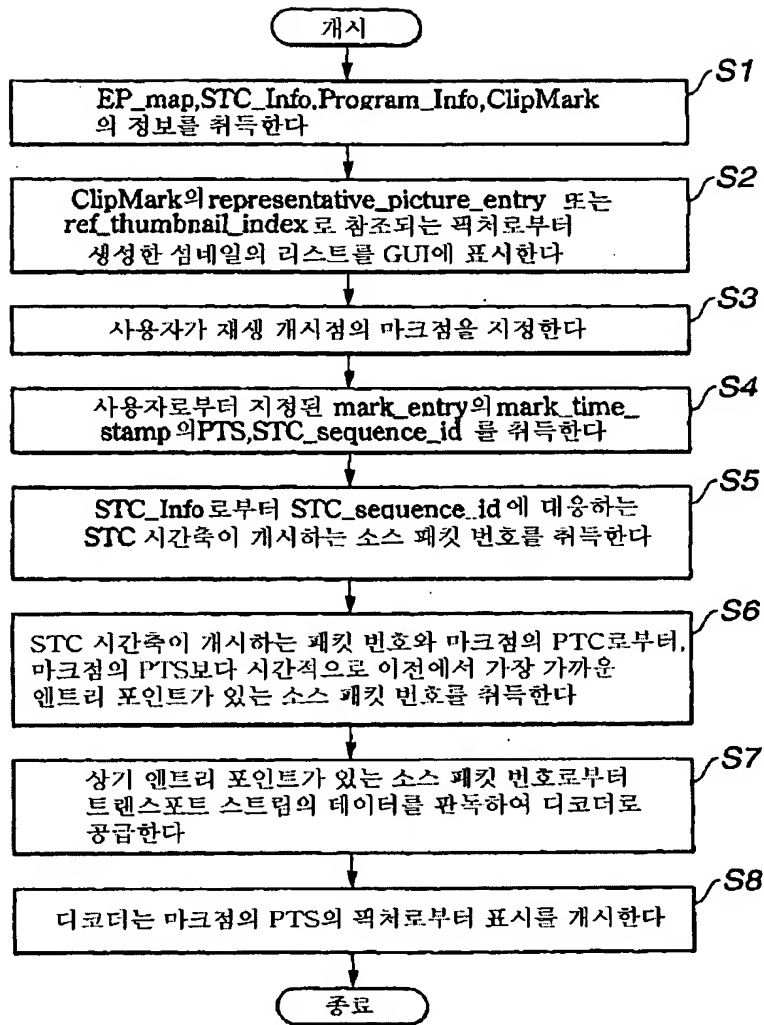 개시
S1
EP_map,STC_Info,Program_Info,ClipMark
의 정보를 취득한다
S2
ClipMark의 representative_picture_entry 또는
ref_thumbnail_index로 참조되는 픽처로부터
생성한 섬네일의 리스트를 GUI에 표시한다
S3
사용자가 재생 개시점의 마크점을 지정한다
S4
사용자로부터 지정된 mark_entry의 mark_time_
stamp의 PTS,STC_sequence_id 를 취득한다
S5
STC_Info로부터 STC_sequence_id에 대응하는
STC 시간축이 개시하는 소스 패킷 번호를 취득한다
S6
STC 시간축이 개시하는 패킷 번호와 마크점의 PTC로부터,
마크점의 PTS보다 시간적으로 이전에서 가장 가까운
엔트리 포인트가 있는 소스 패킷 번호를 취득한다
S7
상기 엔트리 포인트가 있는 소스 패킷 번호로부터
트랜스포트 스트림의 데이터를 판독하여 디코더로
공급한다
S8
디코더는 마크점의 PTS의 픽처로부터 표시를 개시한다
종료